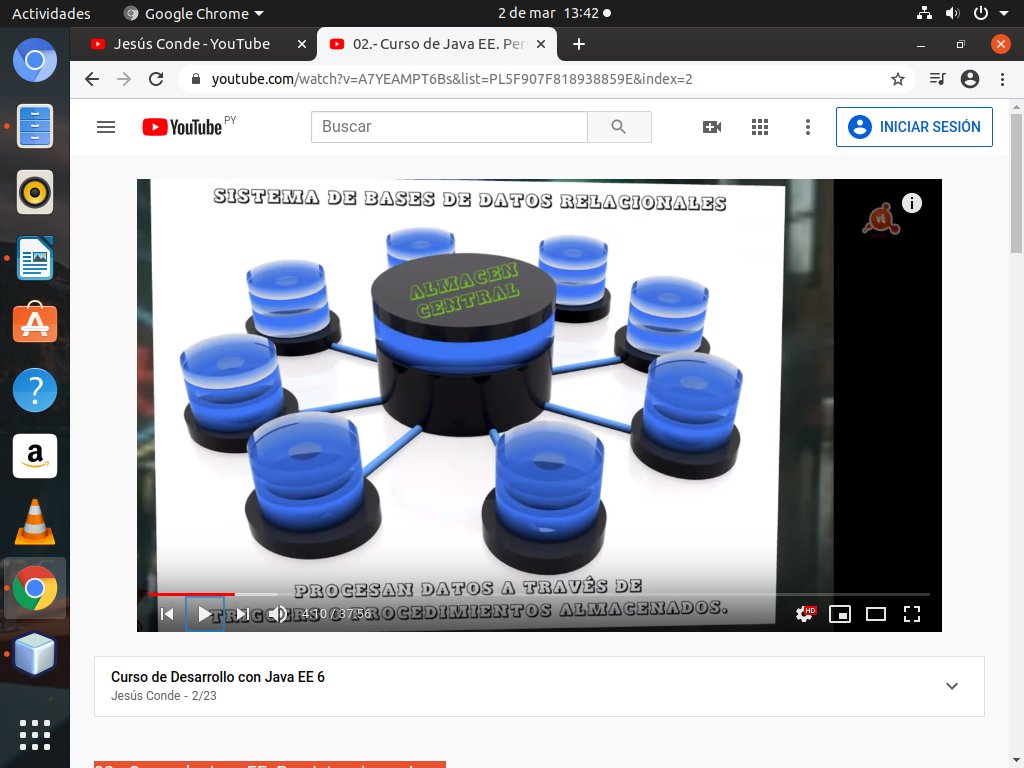 Actividades
Google Chrome
2 de mar 13:42
Jesús Conde - YouTube
02.- Curso de Java EE. Per
youtube.com/watch?v=A7YEAMPT6Bs&list=PL5F907F818938859E&index=2
YouTube PY
Buscar
INICIAR SESIÓN
SISTEMA DE BASES DE DATOS RELACIONALES
ALMACEN
CENTRAL
PROCESAN DATOS A TRAVÉS DE
TRIGGERS O PROCEDIMIENTOS ALMACENADOS.
4:10 / 37:56
HD
Curso de Desarrollo con Java EE 6
Jesús Conde - 2/23